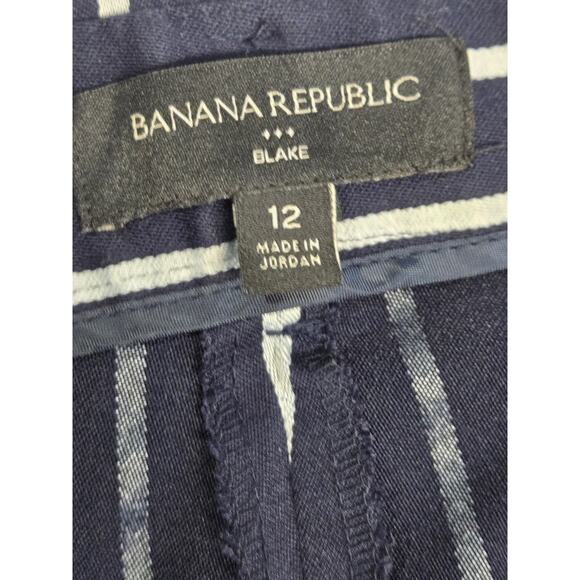 BANANA REPUBLIC
BLAKE
12
MADE IN
JORDAN